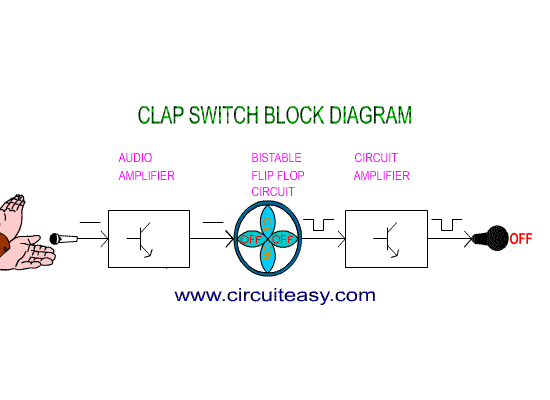 CLAP SWITCH BLOCK DIAGRAM
AUDIO
AMPLIFIER
BISTABLE
FLIP FLOP
CIRCUIT
CIRCUIT
AMPLIFIER
OFF OFF
OFF
www.circuiteasy.com